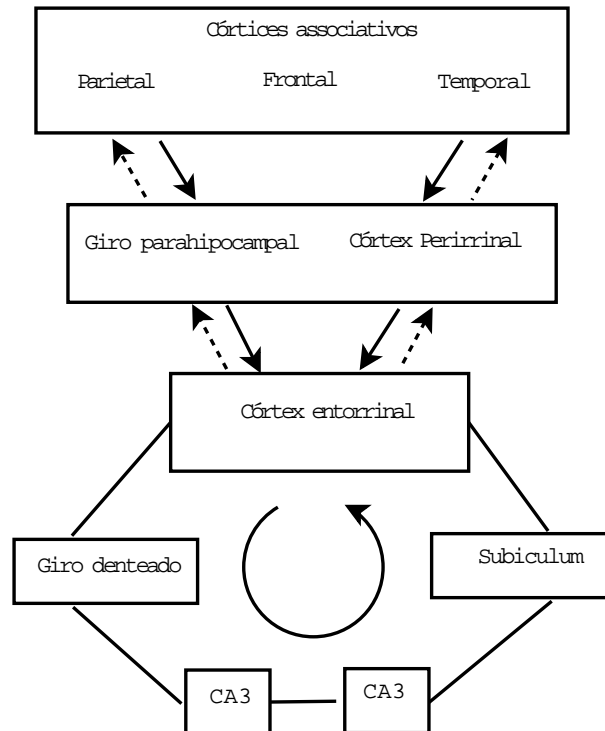 Córtices associativos
Parietal Frontal Temporal
Giro parahipocampal Córtex Perirrinal
Córtex entorrinal
Giro denteado Subiculum
CA3 CA3